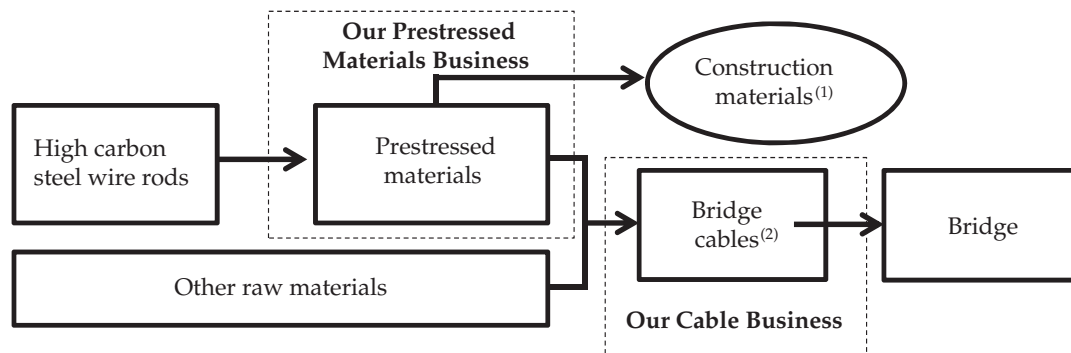 Our Prestressed
Materials Business
Construction
materials(1)
High carbon
steel wire rods
Prestressed
materials
Bridge
cables(2)
Bridge
Other raw materials
Our Cable Business